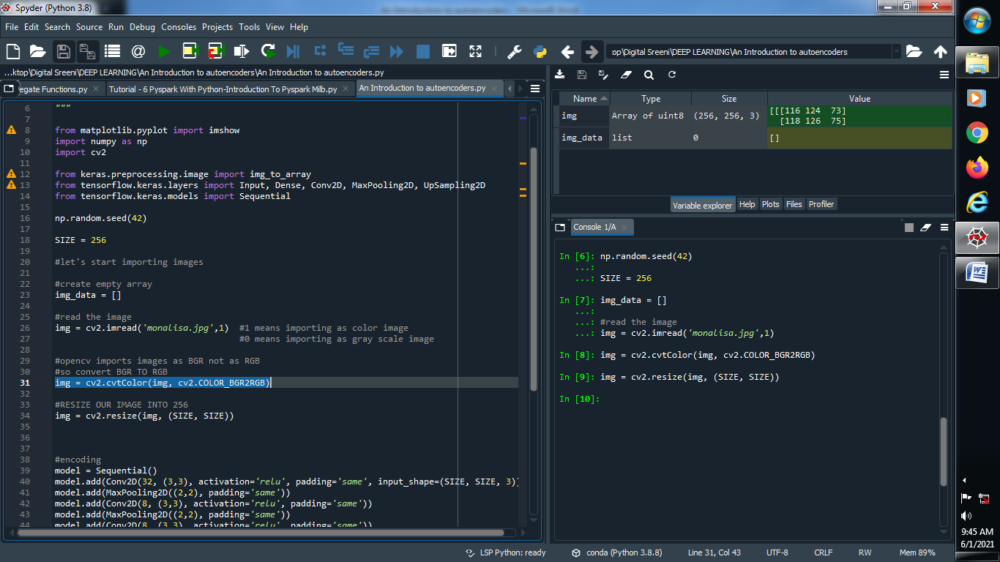 An Introduction to autoencoders - Microsoft Word
Spyder (Python 3.8)
File Edit Search Source Run Debug Consoles Projects Tools View Help
op\Digital Sreeni\DEEP LEARNING\An Introduction to autoencoders
...ktop\Digital Sreeni\DEEP LEARNING\An Introduction to autoencoders\An Introduction to autoencoders.py
egate Functions.py Tutorial - 6 Pyspark With Python-Introduction To Pyspark Milb.py An Introduction to autoencoders.py
6 """
7
8 from matplotlib.pyplot import imshow
9 import numpy as np
10 import cv2
11
12 from keras.preprocessing.image import img_to_array
13 from tensorflow.keras.layers import Input, Dense, Conv2D, MaxPooling2D, UpSampling2D
14 from tensorflow.keras.models import Sequential
15
16 np.random.seed(42)
17
18 SIZE = 256
19
20 #let's start importing images
21
22 #create empty array
23 img_data = []
24
25 #read the image
26 img = cv2.imread('monalisa.jpg',1) #1 means importing as color image
27 #0 means importing as gray scale image
28
29 #opencv imports images as BGR not as RGB
30 #so convert BGR TO RGB
31 img = cv2.cvtColor(img, cv2.COLOR_BGR2RGB)
32
33 #RESIZE OUR IMAGE INTO 256
34 img = cv2.resize(img, (SIZE, SIZE))
35
36
37
38 #encoding
39 model = Sequential()
40 model.add(Conv2D(32, (3,3), activation='relu', padding='same', input_shape=(SIZE, SIZE, 3))
41 model.add(MaxPooling2D((2,2), padding='same'))
42 model.add(Conv2D(8, (3,3), activation='relu', padding='same'))
43 model.add(MaxPooling2D((2,2), padding='same'))
44 model.add(Conv2D(8, (3,3), activation='relu', padding='same'))
Name Type Size Value
img Array of uint8 (256, 256, 3) [[[116 124 73]
[118 126 75]
img_data list 0 []
Variable explorer Help Plots Files Profiler
Console 1/A
In [6]: np.random.seed(42)
...:
...: SIZE = 256
In [7]: img_data = []
...:
...: #read the image
...: img = cv2.imread('monalisa.jpg',1)
In [8]: img = cv2.cvtColor(img, cv2.COLOR_BGR2RGB)
In [9]: img = cv2.resize(img, (SIZE, SIZE))
In [10]:
LSP Python: ready conda (Python 3.8.8) Line 31, Col 43 UTF-8 CRLF RW Mem 89%
9:45 AM
6/1/2021